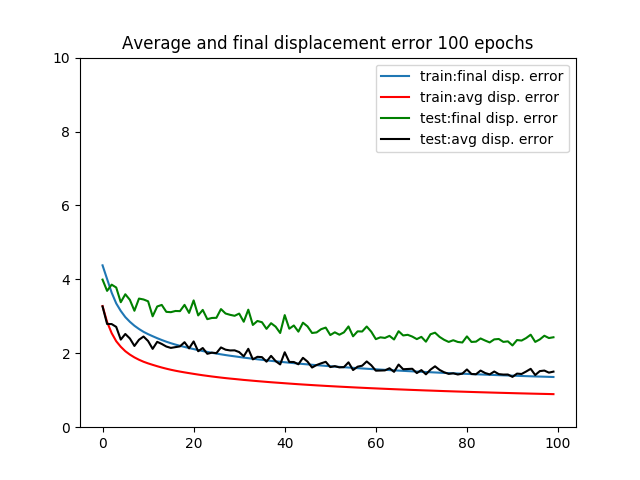 Average and final displacement error 100 epochs
train:final disp. error
train:avg disp. error
test:final disp. error
test:avg disp. error
10
8
6
4
2
0
0 20 40 60 80 100